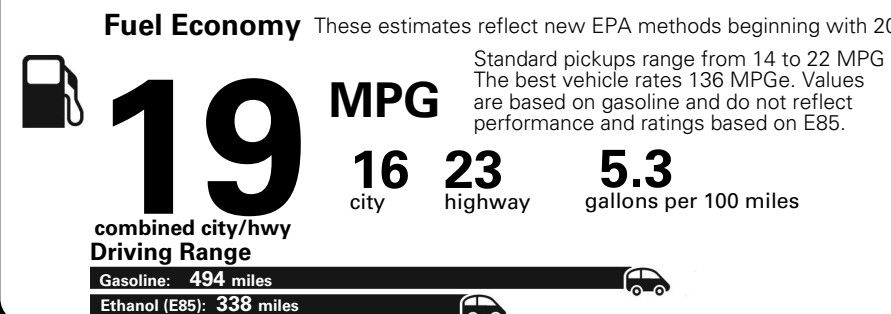 Fuel Economy These estimates reflect new EPA methods beginning with
Standard pickups range from 14 to 22 MPG
The best vehicle rates 136 MPGe. Values
are based on gasoline and do not reflect
performance and ratings based on E85.
19 MPG
combined city/hwy
16 city
23 highway
5.3 gallons per 100 miles
Driving Range
Gasoline: 494 miles
Ethanol (E85): 338 miles